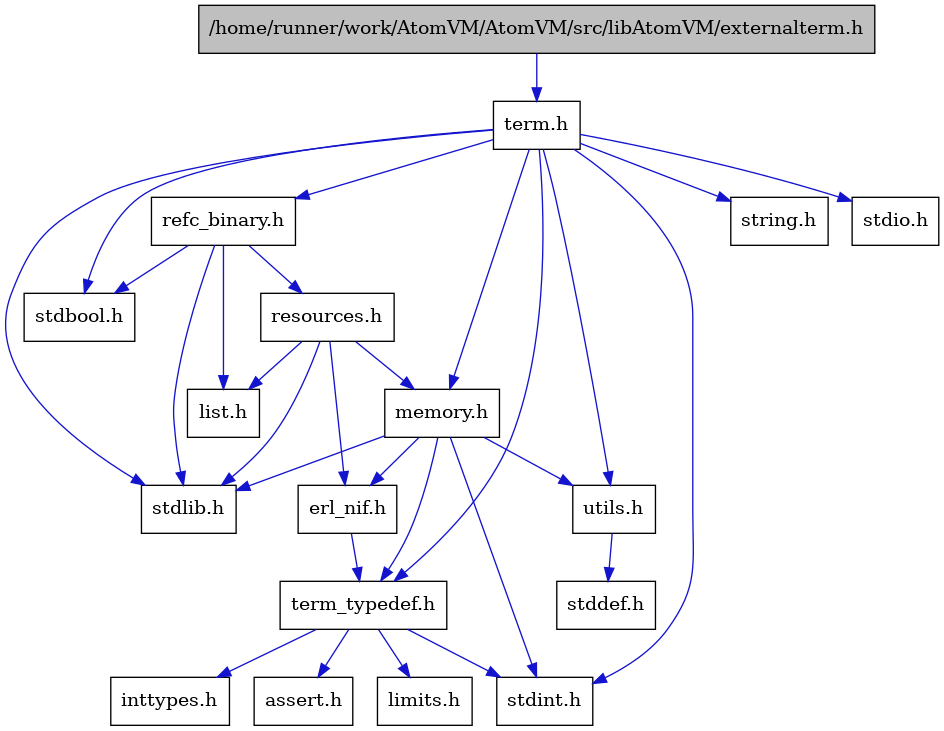 /home/runner/work/AtomVM/AtomVM/src/libAtomVM/externalterm.h
term.h
refc_binary.h
string.h
stdio.h
stdbool.h
resources.h
list.h
memory.h
stdlib.h
erl_nif.h
utils.h
term_typedef.h
stddef.h
inttypes.h
assert.h
limits.h
stdint.h